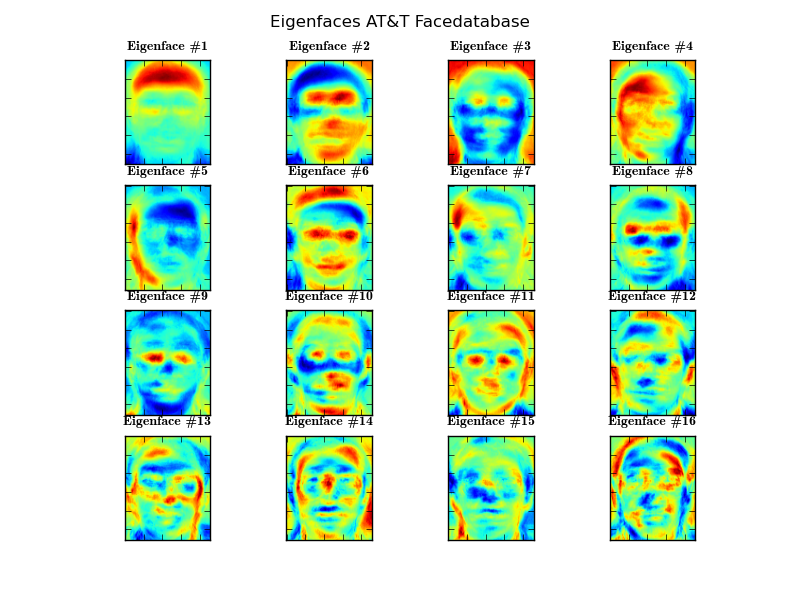 Eigenfaces AT&T Facedatabase
Eigenface #1 Eigenface #2 Eigenface #3 Eigenface #4
Eigenface #5 Eigenface #6 Eigenface #7 Eigenface #8
Eigenface #9 Eigenface #10 Eigenface #11 Eigenface #12
Eigenface #13 Eigenface #14 Eigenface #15 Eigenface #16